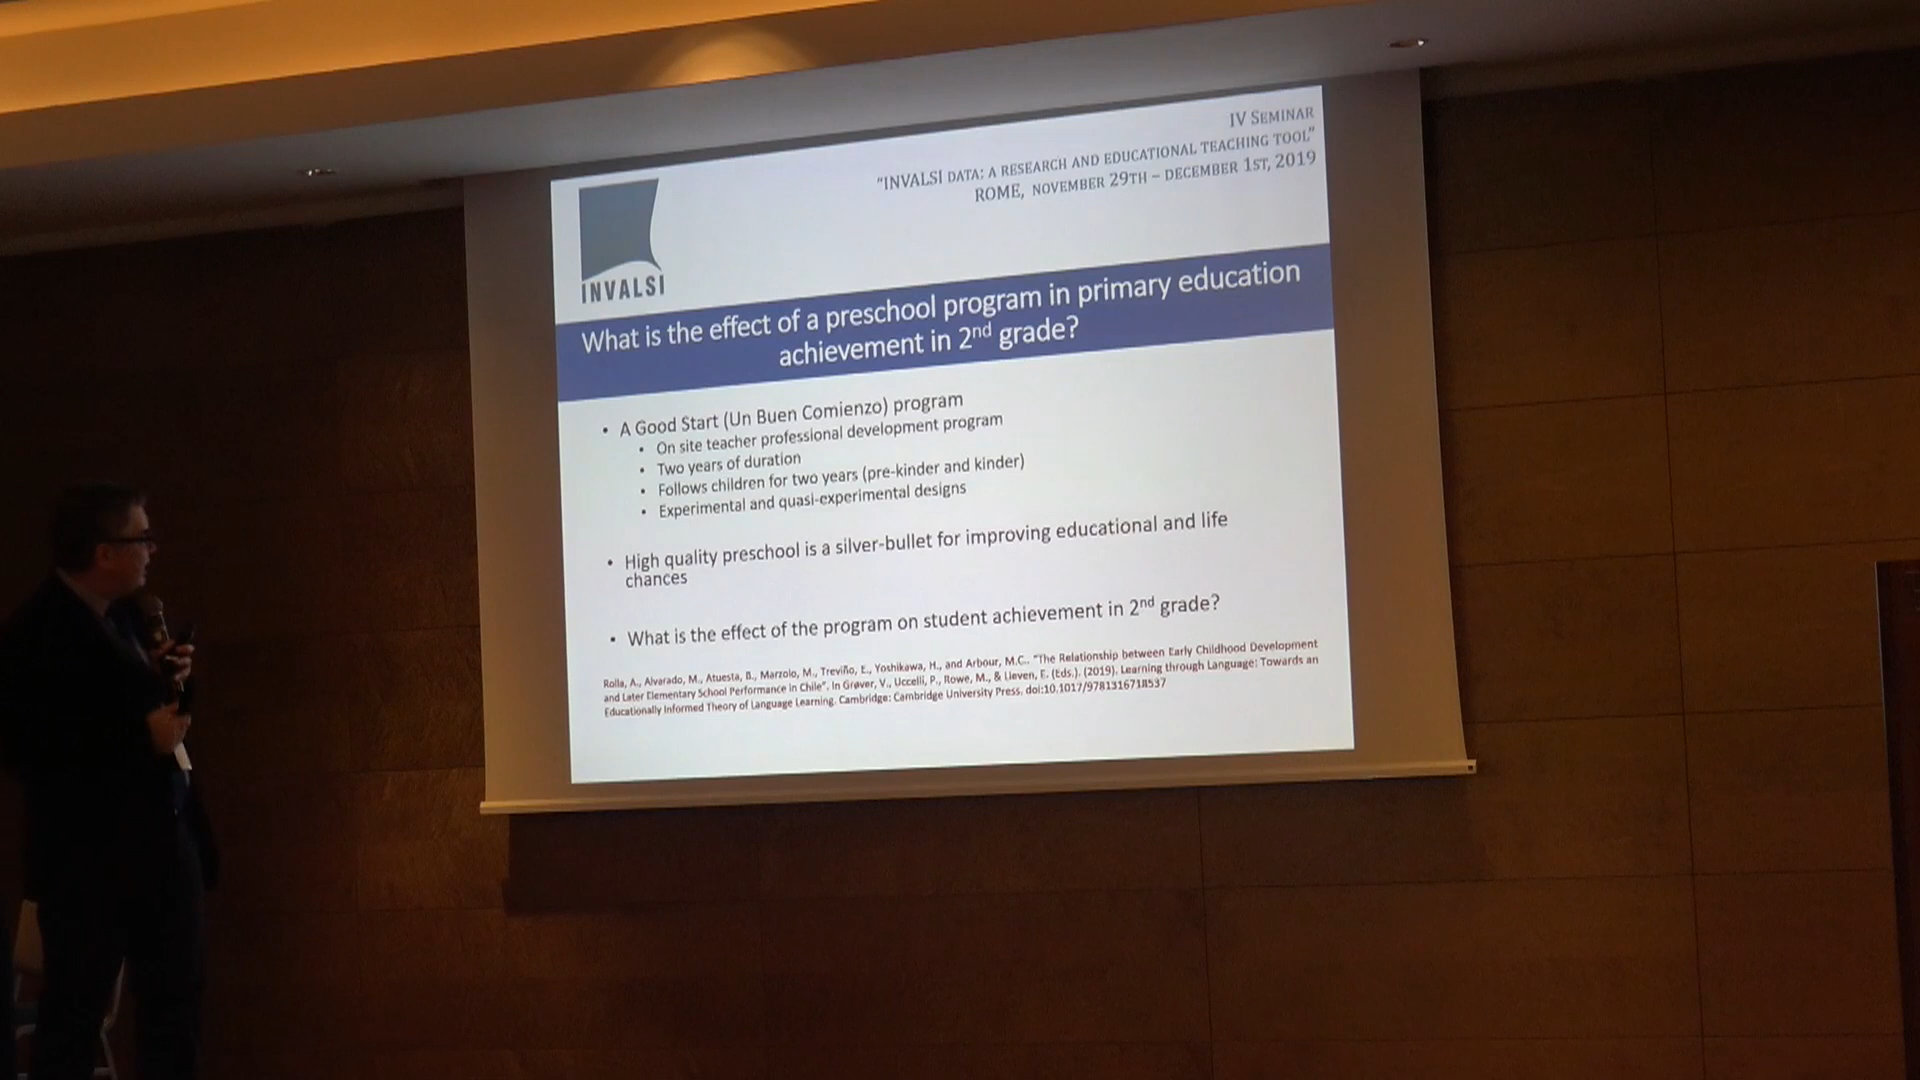 IV SEMINAR
"INVALSI DATA: A RESEARCH AND EDUCATIONAL TEACHING TOOL"
ROME, NOVEMBER 29TH – DECEMBER 1ST, 2019
INVALSI
What is the effect of a preschool program in primary education
achievement in 2nd grade?
• A Good Start (Un Buen Comienzo) program
• On site teacher professional development program
• Two years of duration
• Follows children for two years (pre-kinder and kinder)
• Experimental and quasi-experimental designs
• High quality preschool is a silver-bullet for improving educational and life
chances
• What is the effect of the program on student achievement in 2nd grade?
Rolla, A., Alvarado, M., Atuesta, B., Marzolo, M., Treviño, E., Yoshikawa, H., and Arbour, M.C.. "The Relationship between Early Childhood Development
and Later Elementary School Performance in Chile". In Grøver, V., Uccelli, P., Rowe, M., & Lieven, E. (Eds.). (2019). Learning through Language: Towards an
Educationally Informed Theory of Language Learning. Cambridge: Cambridge University Press. doi:10.1017/9781316718537